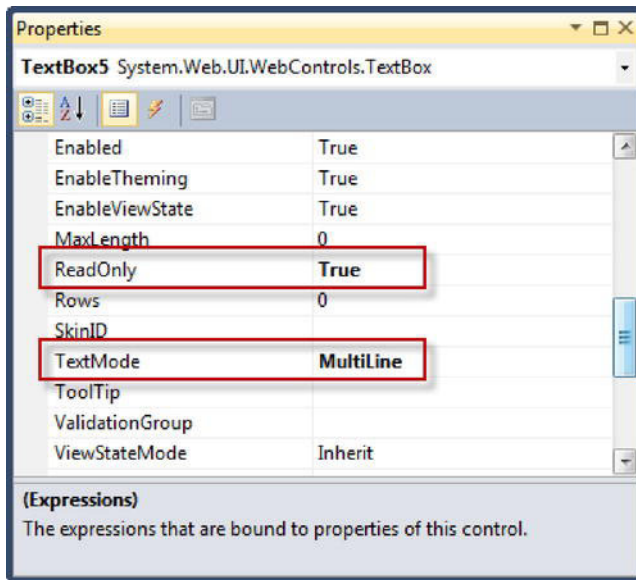 Properties
TextBox5 System.Web.UI.WebControls.TextBox
Enabled True
EnableTheming True
EnableViewState True
MaxLength 0
ReadOnly True
Rows 0
SkinID
TextMode MultiLine
ToolTip
ValidationGroup
ViewStateMode Inherit
(Expressions)
The expressions that are bound to properties of this control.